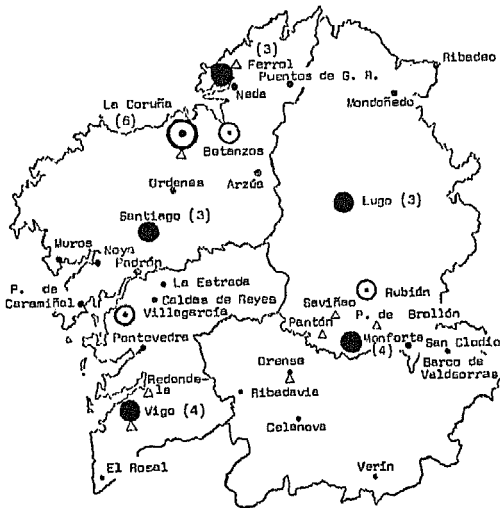 (3)
Ferrol
Ribadeo
Puentes de G. R.
Neda
Mondoñedo
La Coruña
(6)
Betanzos
Ordenes
Arzúa
Lugo (3)
Santiago (3)
Muros
Noya
Padrón
P. de
Caramiñal
La Estrada
Caldas de Reyes
Villagarcía
Rubián
Saviñao
P. de Brollón
Pantón
Pontevedra
Monforte
(4)
San Clodio
Barco de
Valdeorras
Orense
Redonde-
la
Ribadavia
Vigo (4)
Celanova
El Rosal
Verín